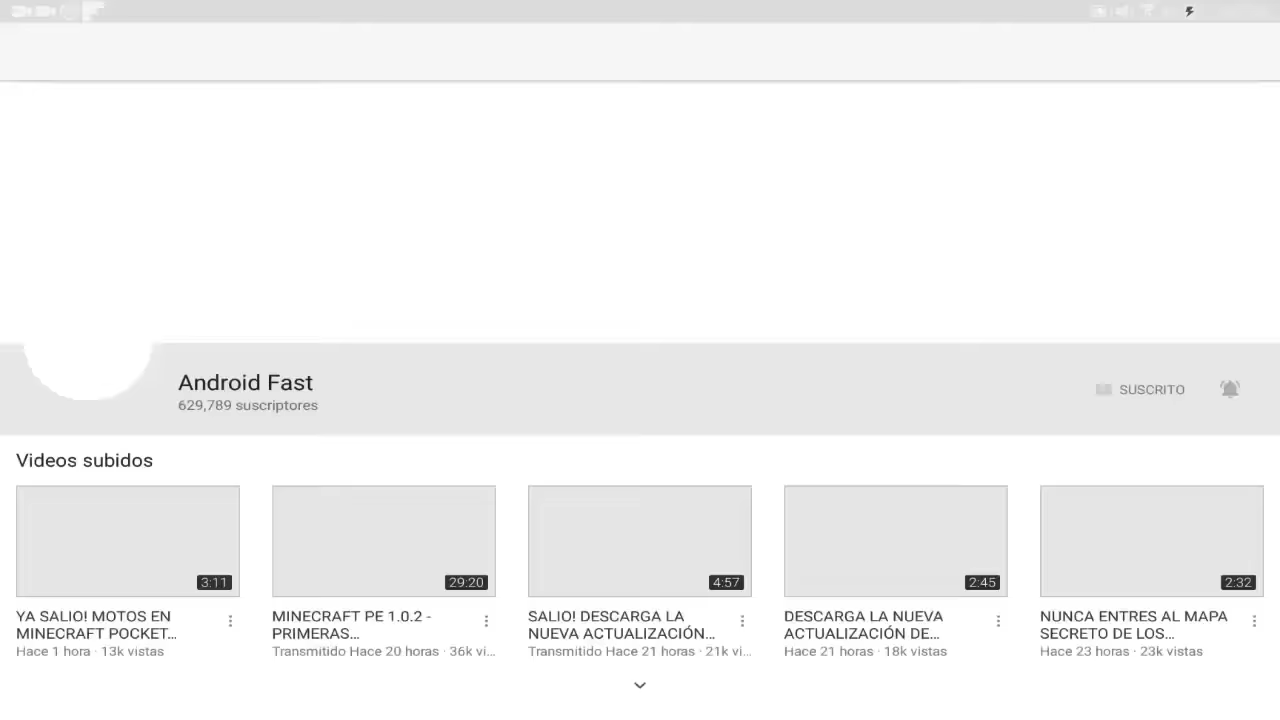 Android Fast
629,789 suscriptores
SUSCRITO
Videos subidos
3:11
29:20
4:57
2:45
2:32
YA SALIO! MOTOS EN
MINECRAFT POCKET...
Hace 1 hora · 13k vistas
MINECRAFT PE 1.0.2 -
PRIMERAS...
Transmitido Hace 20 horas · 36k vi...
SALIO! DESCARGA LA
NUEVA ACTUALIZACIÓN...
Transmitido Hace 21 horas · 21k vi...
DESCARGA LA NUEVA
ACTUALIZACIÓN DE...
Hace 21 horas · 18k vistas
NUNCA ENTRES AL MAPA
SECRETO DE LOS...
Hace 23 horas · 23k vistas